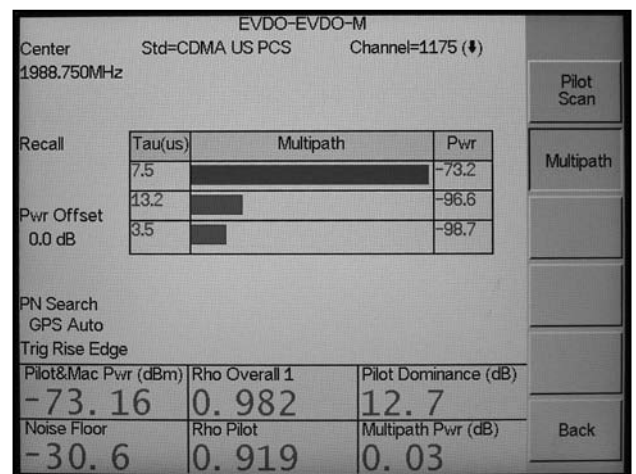 EVDO-EVDO-M
Center Std=CDMA US PCS Channel=1175 (⬇)
1988.750MHz
Pilot Scan
Recall
Tau(us) Multipath Pwr
7.5 -73.2
13.2 -96.6
3.5 -98.7
Multipath
Pwr Offset
0.0 dB
PN Search
GPS Auto
Trig Rise Edge
Pilot&Mac Pwr (dBm) Rho Overall 1 Pilot Dominance (dB)
-73.16 0.982 12.7
Noise Floor Rho Pilot Multipath Pwr (dB)
-30.6 0.919 0.03
Back